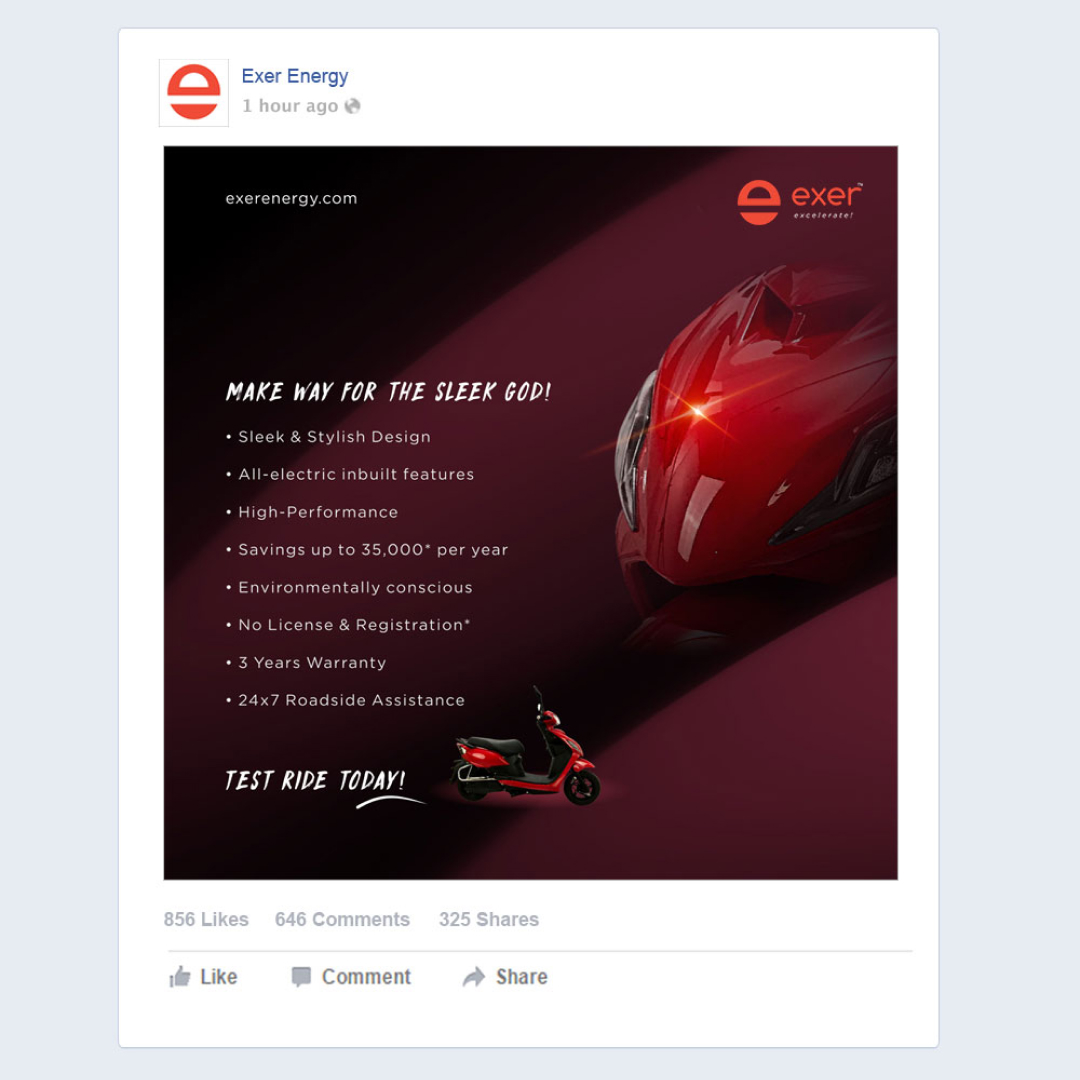 Exer Energy
1 hour ago
exerenergy.com
exer™
excelerate!
MAKE WAY FOR THE SLEEK GOD!
• Sleek & Stylish Design
• All-electric inbuilt features
• High-Performance
• Savings up to 35,000* per year
• Environmentally conscious
• No License & Registration*
• 3 Years Warranty
• 24x7 Roadside Assistance
TEST RIDE TODAY!
856 Likes 646 Comments 325 Shares
Like Comment Share